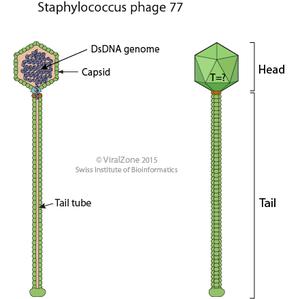 Staphylococcus phage 77
DsDNA genome
Capsid
T=?
Head
© ViralZone 2015
Swiss Institute of Bioinformatics
Tail tube
Tail